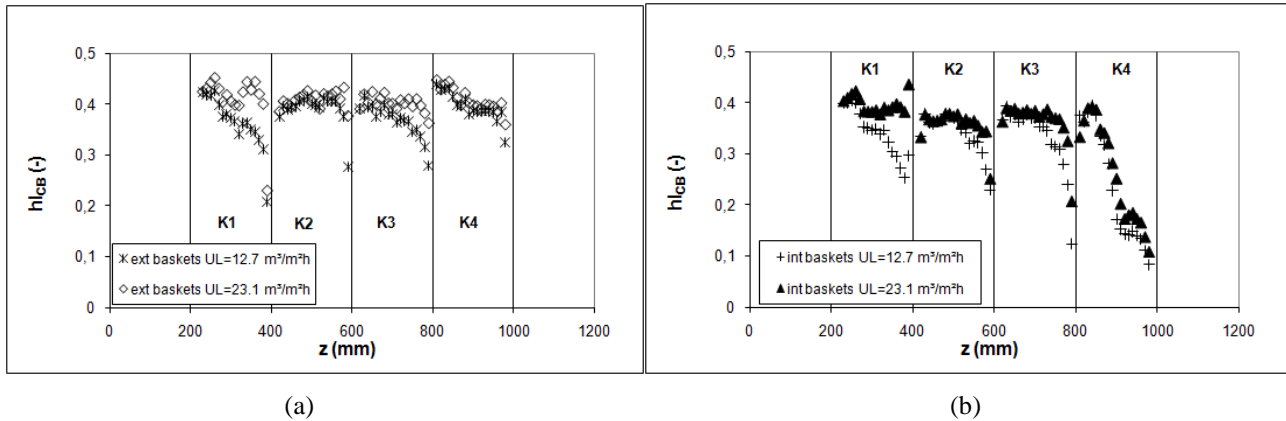 0,5
0,4
0,3
0,2
0,1
0
hlCB (-)
K1 K2 K3 K4
ext baskets UL=12.7 m³/m²h
ext baskets UL=23.1 m³/m²h
0 200 400 600 800 1000 1200
z (mm)
(a)
0,5
0,4
0,3
0,2
0,1
0
hlCB (-)
K1 K2 K3 K4
int baskets UL=12.7 m³/m²h
int baskets UL=23.1 m³/m²h
0 200 400 600 800 1000 1200
z (mm)
(b)